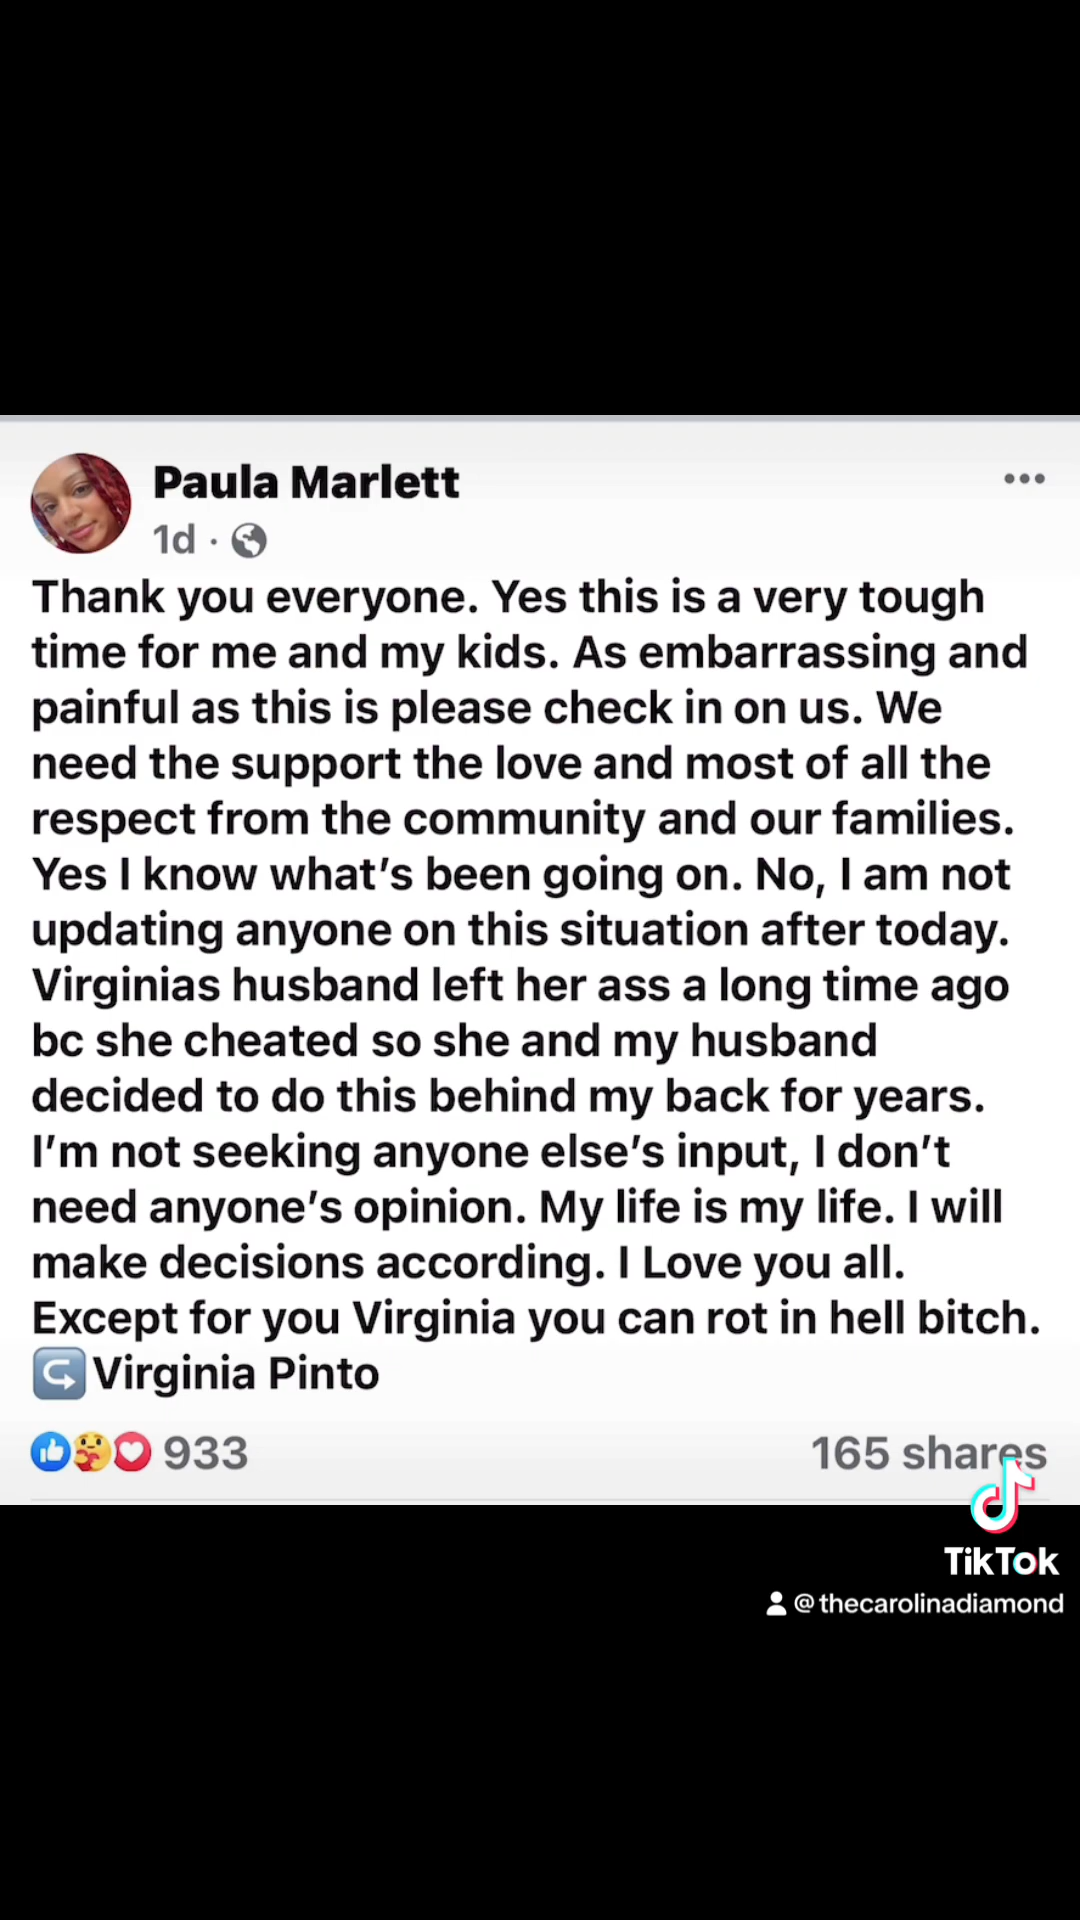 Paula Marlett
1d ·
Thank you everyone. Yes this is a very tough
time for me and my kids. As embarrassing and
painful as this is please check in on us. We
need the support the love and most of all the
respect from the community and our families.
Yes I know what’s been going on. No, I am not
updating anyone on this situation after today.
Virginias husband left her ass a long time ago
bc she cheated so she and my husband
decided to do this behind my back for years.
I’m not seeking anyone else’s input, I don’t
need anyone’s opinion. My life is my life. I will
make decisions according. I Love you all.
Except for you Virginia you can rot in hell bitch.
↪️Virginia Pinto
933 165 shares
TikTok
@thecarolinadiamond